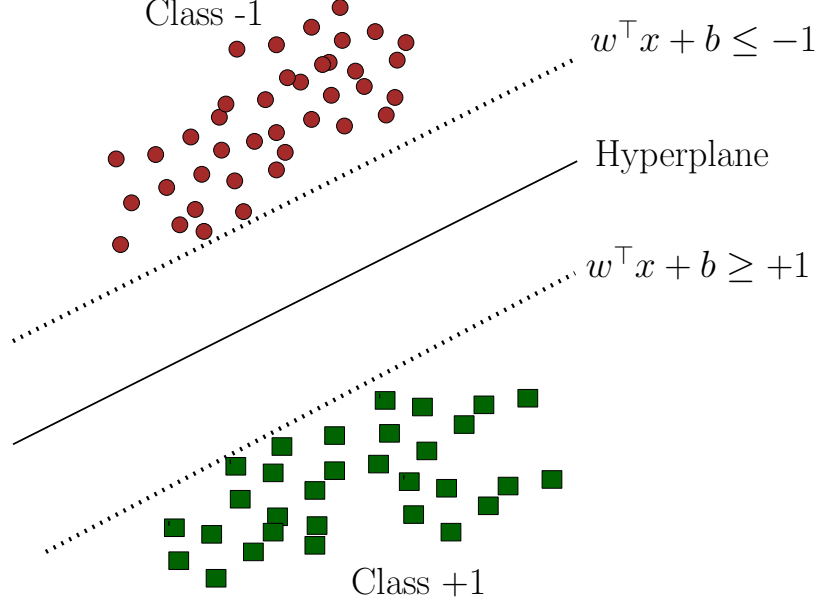 Class -1
w⊤x + b ≤ −1
Hyperplane
w⊤x + b ≥ +1
Class +1